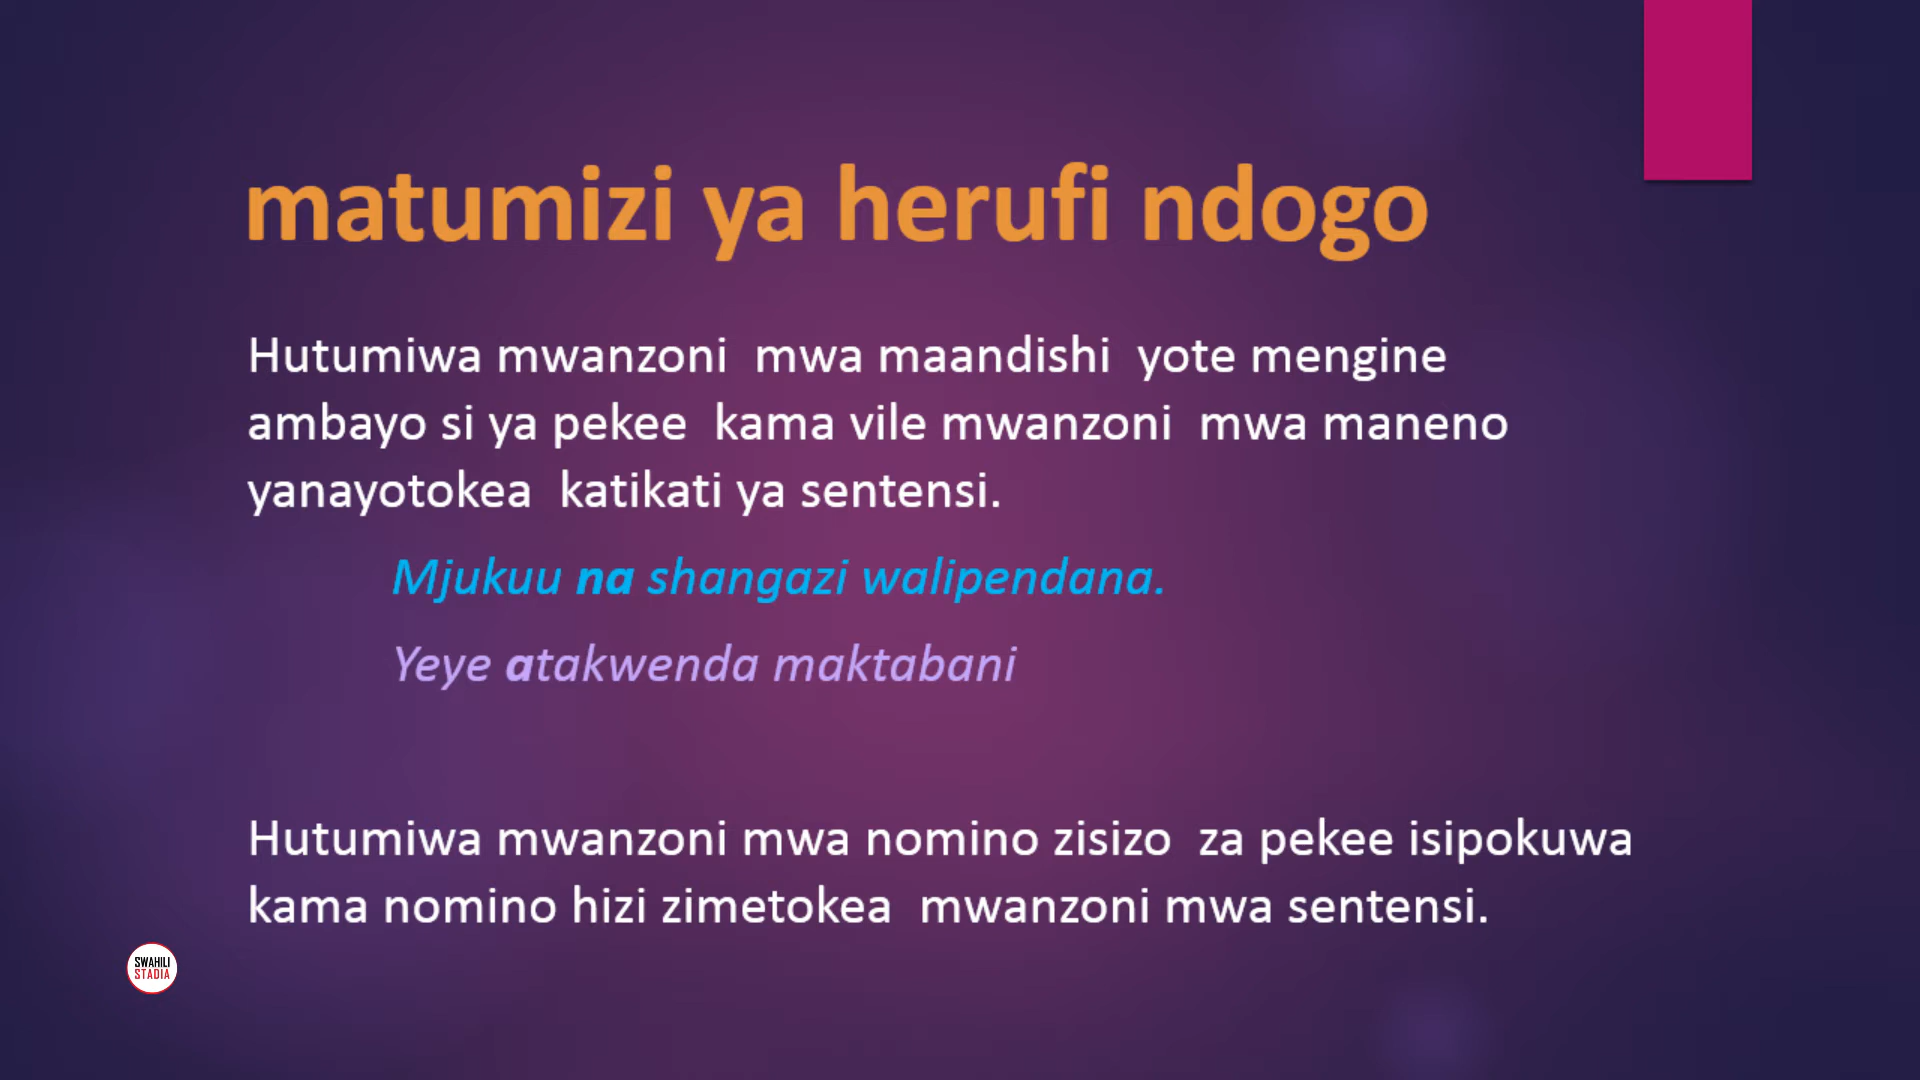 matumizi ya herufi ndogo
Hutumiwa mwanzoni mwa maandishi yote mengine
ambayo si ya pekee kama vile mwanzoni mwa maneno
yanayotokea katikati ya sentensi.
Mjukuu na shangazi walipendana.
Yeye atakwenda maktabani
Hutumiwa mwanzoni mwa nomino zisizo za pekee isipokuwa
kama nomino hizi zimetokea mwanzoni mwa sentensi.
SWAHILI
STADIA